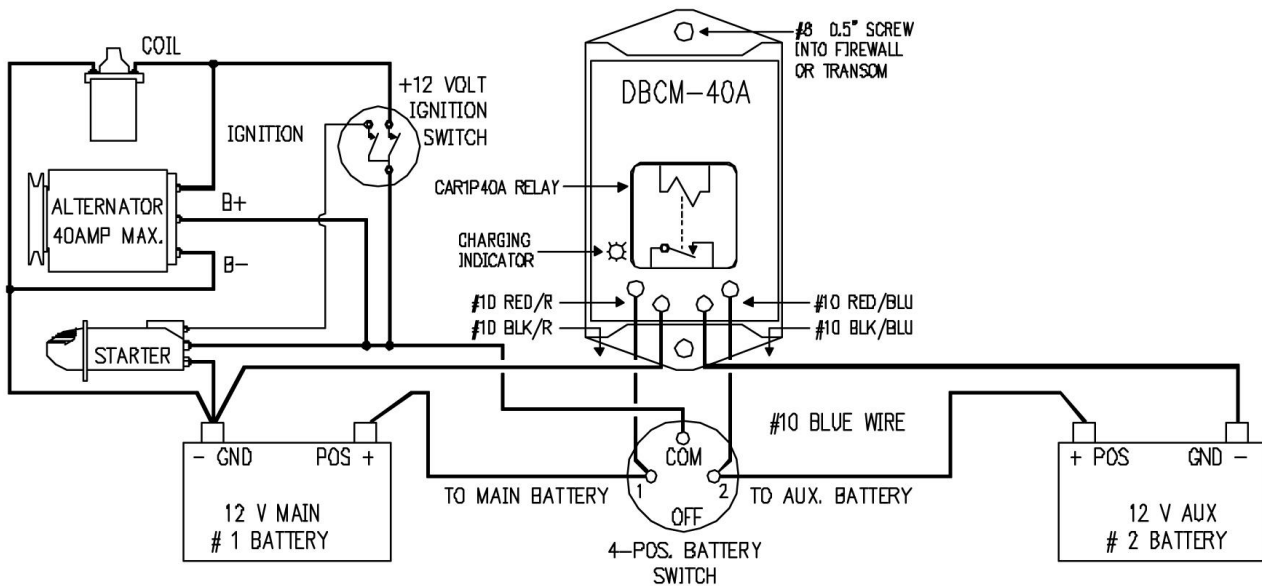 COIL
+12 VOLT
IGNITION
SWITCH
IGNITION
ALTERNATOR
40AMP MAX.
B+
B-
STARTER
#8 0.5" SCREW
INTO FIREWALL
OR TRANSOM
DBCM-40A
CAR1P40A RELAY
CHARGING
INDICATOR
#10 RED/R
#10 BLK/R
#10 RED/BLU
#10 BLK/BLU
#10 BLUE WIRE
- GND
POS +
12 V MAIN
# 1 BATTERY
TO MAIN BATTERY
COM
1
2
OFF
TO AUX. BATTERY
4-POS. BATTERY
SWITCH
+ POS
GND -
12 V AUX
# 2 BATTERY